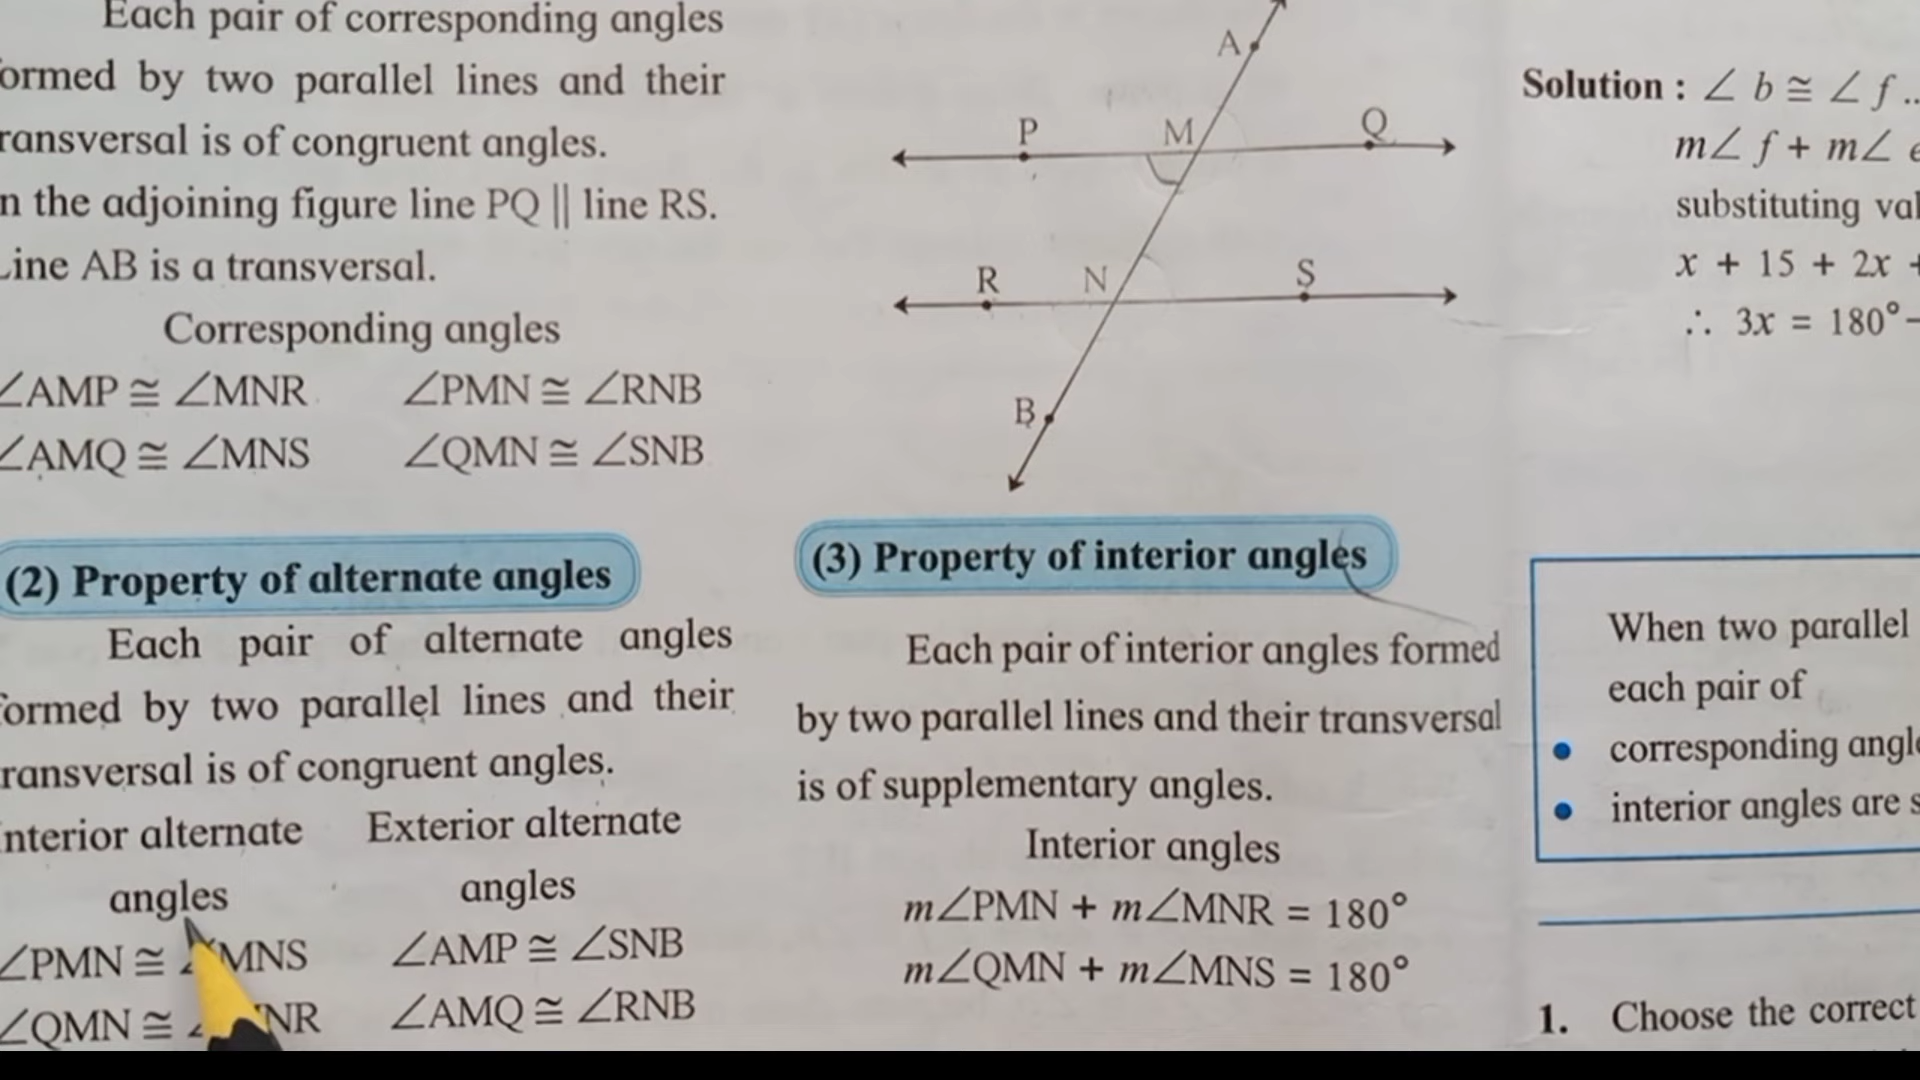 Each pair of corresponding angles
ormed by two parallel lines and their
ransversal is of congruent angles.
n the adjoining figure line PQ || line RS.
Line AB is a transversal.
Corresponding angles
∠AMP ≅ ∠MNR ∠PMN ≅ ∠RNB
∠AMQ ≅ ∠MNS ∠QMN ≅ ∠SNB
(2) Property of alternate angles
Each pair of alternate angles
formed by two parallel lines and their
ransversal is of congruent angles.
nterior alternate Exterior alternate
angles angles
∠PMN ≅ ∠MNS ∠AMP ≅ ∠SNB
∠QMN ≅ NR ∠AMQ ≅ ∠RNB
A
P M Q
R N S
B
(3) Property of interior angles
Each pair of interior angles formed
by two parallel lines and their transversal
is of supplementary angles.
Interior angles
m∠PMN + m∠MNR = 180°
m∠QMN + m∠MNS = 180°
Solution : ∠ b ≅ ∠ f ..
m∠ f + m∠ e
substituting val
x + 15 + 2x +
∴ 3x = 180° –
When two parallel
each pair of
• corresponding angle
• interior angles are s
1. Choose the correct